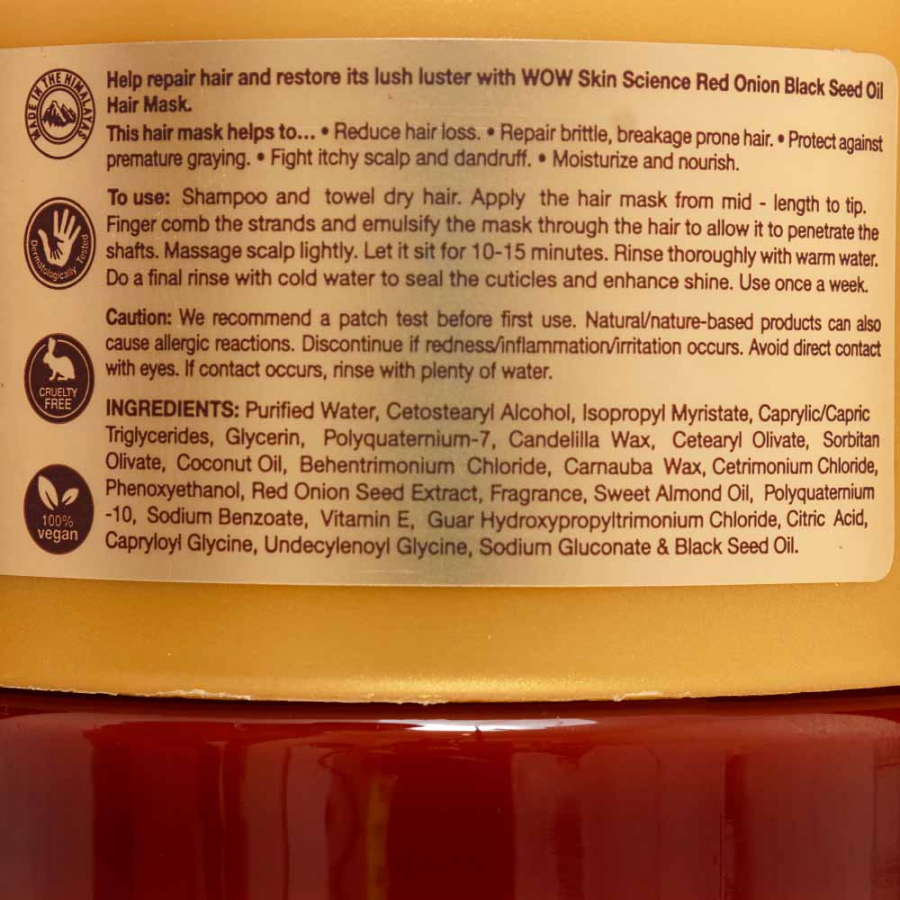 MADE IN THE HIMALAYAS
Help repair hair and restore its lush luster with WOW Skin Science Red Onion Black Seed Oil
Hair Mask.
This hair mask helps to... • Reduce hair loss. • Repair brittle, breakage prone hair. • Protect against
premature graying. • Fight itchy scalp and dandruff. • Moisturize and nourish.
Dermatologically Tested
To use: Shampoo and towel dry hair. Apply the hair mask from mid - length to tip.
Finger comb the strands and emulsify the mask through the hair to allow it to penetrate the
shafts. Massage scalp lightly. Let it sit for 10-15 minutes. Rinse thoroughly with warm water.
Do a final rinse with cold water to seal the cuticles and enhance shine. Use once a week.
CRUELTY
FREE
Caution: We recommend a patch test before first use. Natural/nature-based products can also
cause allergic reactions. Discontinue if redness/inflammation/irritation occurs. Avoid direct contact
with eyes. If contact occurs, rinse with plenty of water.
100%
vegan
INGREDIENTS: Purified Water, Cetostearyl Alcohol, Isopropyl Myristate, Caprylic/Capric
Triglycerides, Glycerin, Polyquaternium-7, Candelilla Wax, Cetearyl Olivate, Sorbitan
Olivate, Coconut Oil, Behentrimonium Chloride, Carnauba Wax, Cetrimonium Chloride,
Phenoxyethanol, Red Onion Seed Extract, Fragrance, Sweet Almond Oil, Polyquaternium
-10, Sodium Benzoate, Vitamin E, Guar Hydroxypropyltrimonium Chloride, Citric Acid,
Capryloyl Glycine, Undecylenoyl Glycine, Sodium Gluconate & Black Seed Oil.